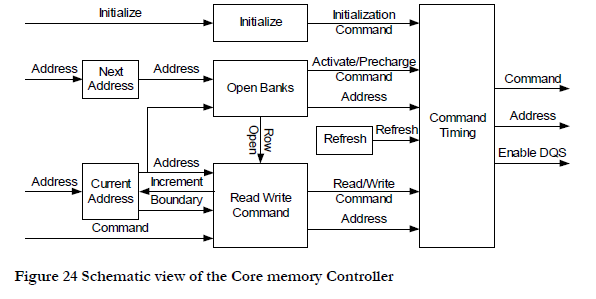 Initialize
Initialize
Initialization
Command
Address
Next
Address
Address
Open Banks
Activate/Precharge
Command
Address
Row
Open
Refresh
Refresh
Command
Timing
Command
Address
Enable DQS
Address
Current
Address
Address
Increment
Boundary
Read Write
Command
Read/Write
Command
Address
Command
Figure 24 Schematic view of the Core memory Controller